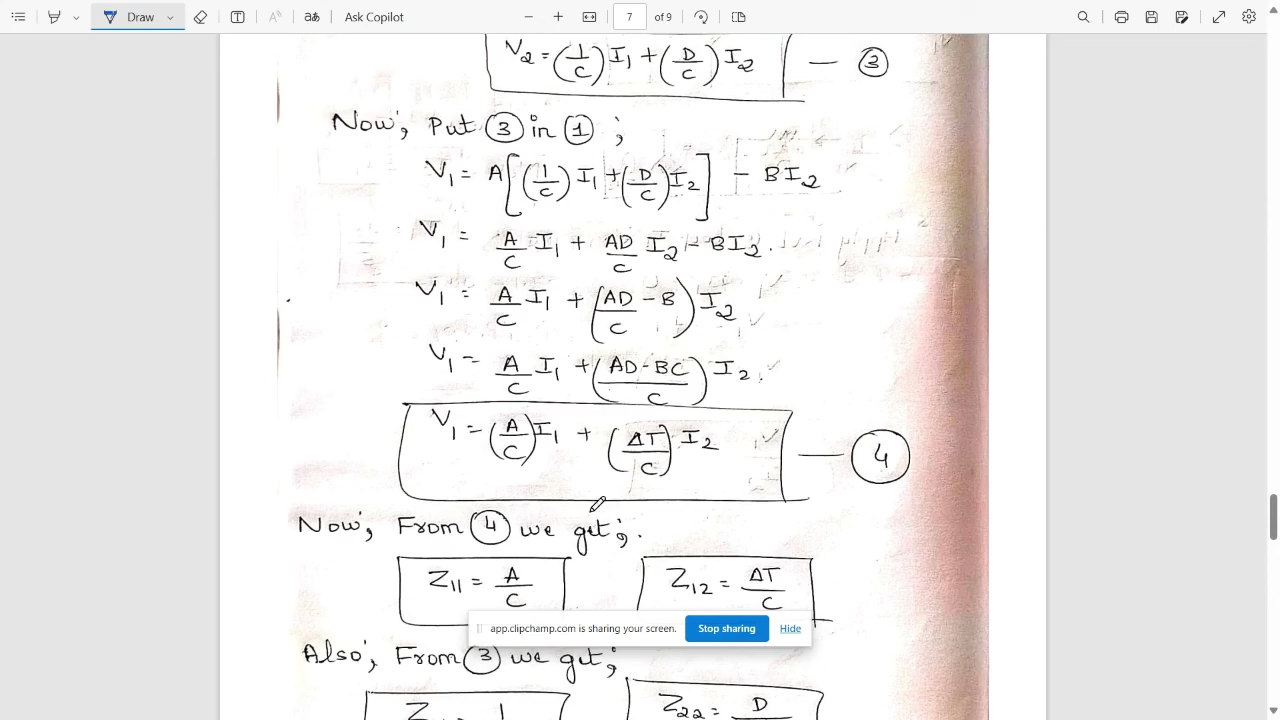 Draw
Ask Copilot
7 of 9
V2 = (1/C) I1 + (D/C) I2 — ③
Now, Put ③ in ① ;
V1 = A[(1/C) I1 + (D/C) I2] - BI2
V1 = A/C I1 + AD/C I2 - BI2.
V1 = A/C I1 + (AD/C - B) I2
V1 = A/C I1 + (AD-BC/C) I2
V1 = (A/C) I1 + (ΔT/C) I2 — ④
Now, From ④ we get;.
Z11 = A/C Z12 = ΔT/C
app.clipchamp.com is sharing your screen. Stop sharing Hide
Also, From ③ we get;
Z22 = D